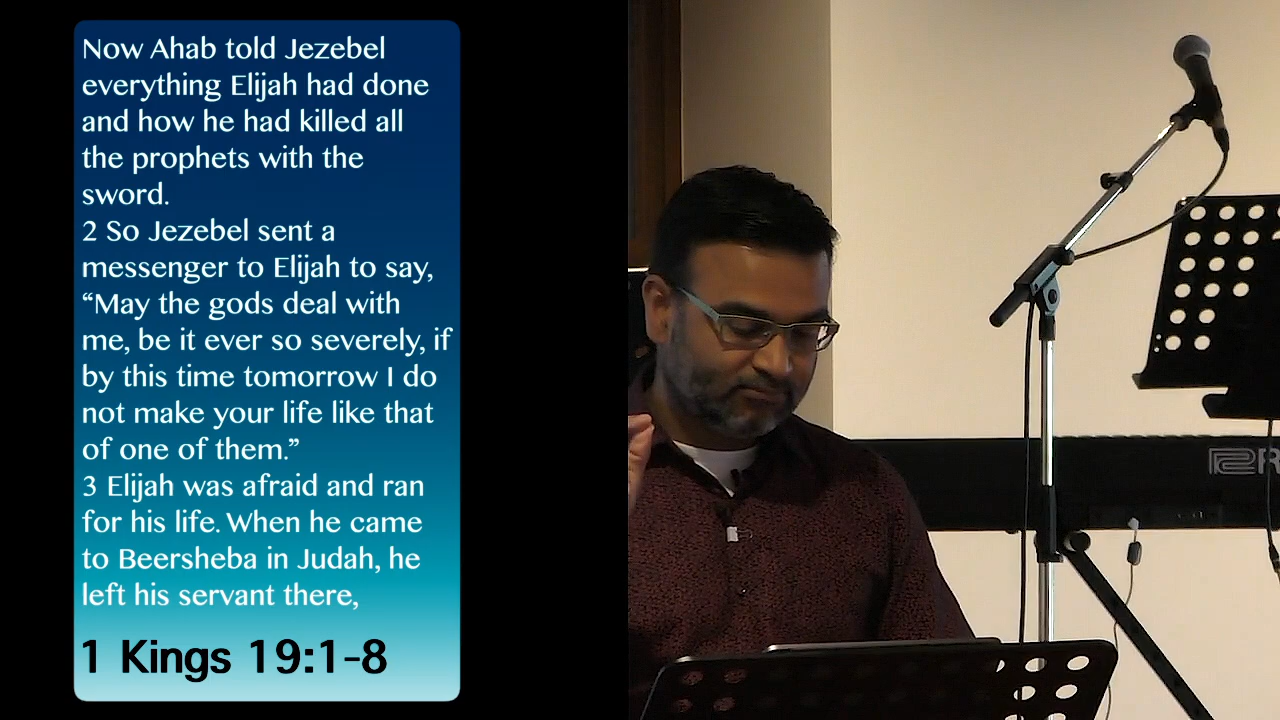 Now Ahab told Jezebel
everything Elijah had done
and how he had killed all
the prophets with the
sword.
2 So Jezebel sent a
messenger to Elijah to say,
“May the gods deal with
me, be it ever so severely, if
by this time tomorrow I do
not make your life like that
of one of them.”
3 Elijah was afraid and ran
for his life. When he came
to Beersheba in Judah, he
left his servant there,
1 Kings 19:1-8